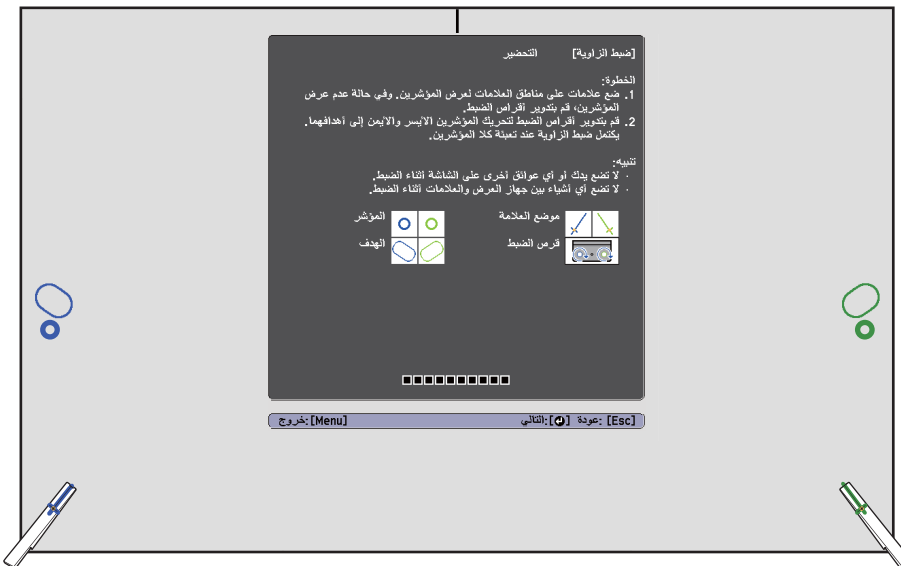 [ضبط الزاوية] التحضير
الخطوة:
1. ضع علامات على مناطق العلامات لعرض المؤشرين. وفي حالة عدم عرض
المؤشرين، قم بتدوير أقراص الضبط.
2. قم بتدوير أقراص الضبط لتحريك المؤشرين الأيسر والأيمن إلى أهدافهما.
يكتمل ضبط الزاوية عند تعبئة كلا المؤشرين.
تنبيه:
· لا تضع يدك أو أي عوائق أخرى على الشاشة أثناء الضبط.
· لا تضع أي أشياء بين جهاز العرض والعلامات أثناء الضبط.
موضع العلامة المؤشر
قرص الضبط الهدف
[Esc] :عودة [⏎]:التالي [Menu]:خروج